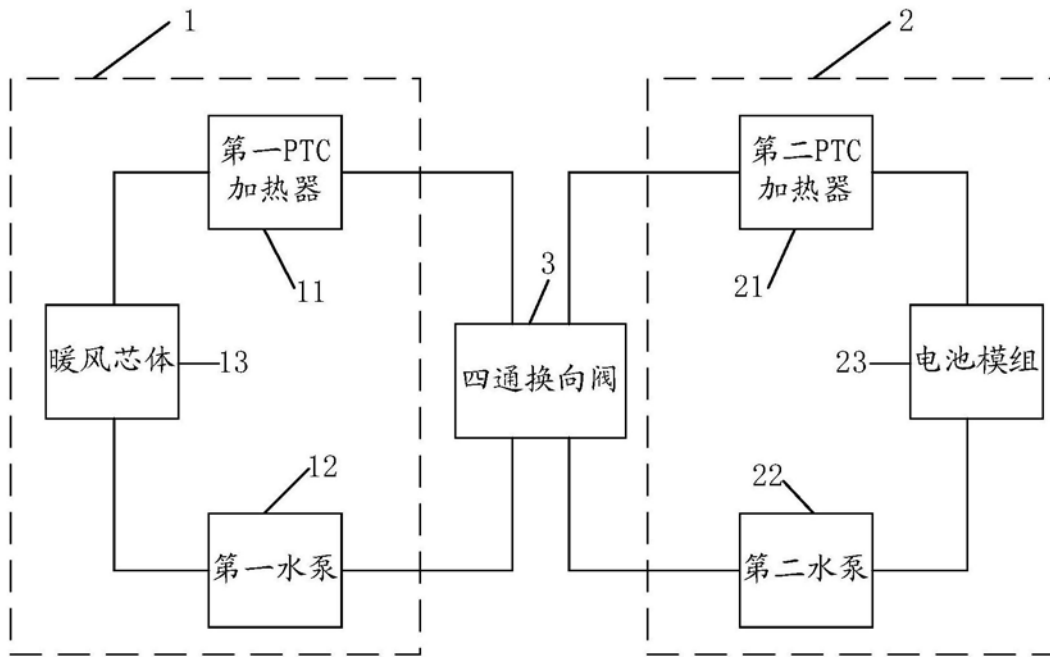 1
2
第一PTC
加热器
第二PTC
加热器
11
3
21
暖风芯体
13
四通换向阀
23
电池模组
12
22
第一水泵
第二水泵